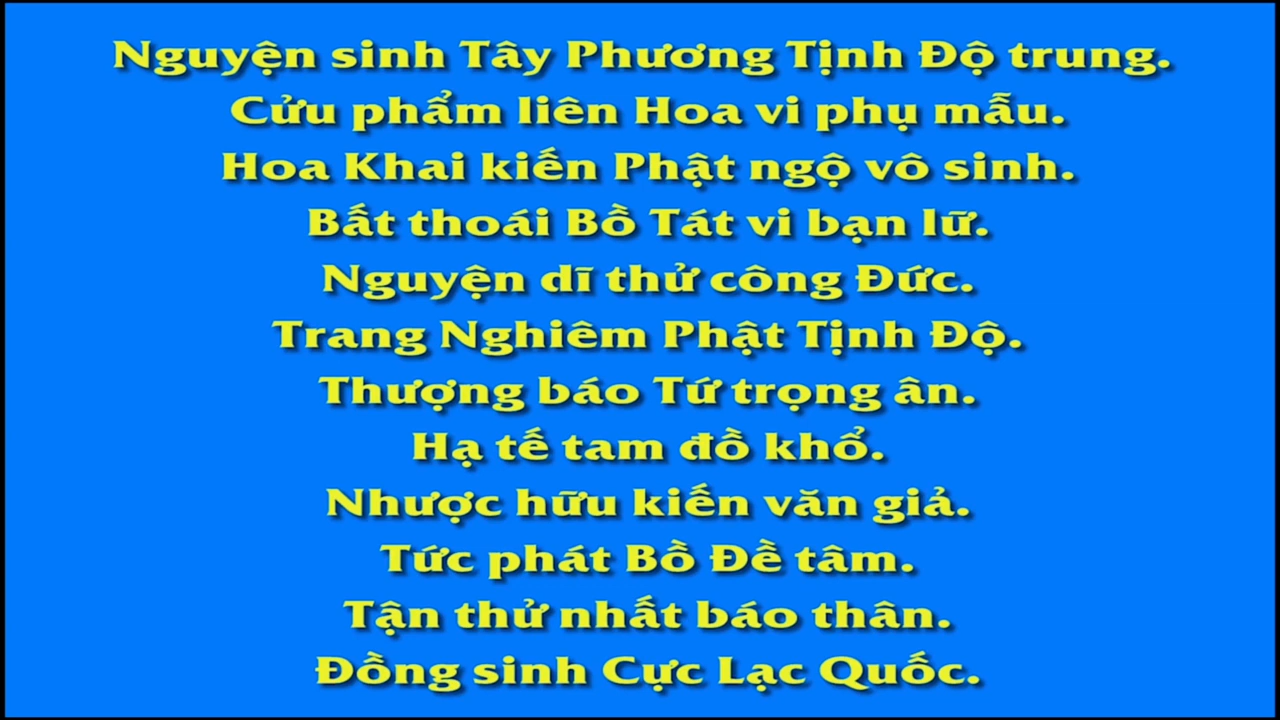 Nguyện sinh Tây Phương Tịnh Độ trung.
Cửu phẩm liên Hoa vi phụ mẫu.
Hoa Khai kiến Phật ngộ vô sinh.
Bất thoái Bồ Tát vi bạn lữ.
Nguyện dĩ thử công Đức.
Trang Nghiêm Phật Tịnh Độ.
Thượng báo Tứ trọng ân.
Hạ tế tam đồ khổ.
Nhược hữu kiến văn giả.
Tức phát Bồ Đề tâm.
Tận thử nhất báo thân.
Đồng sinh Cực Lạc Quốc.